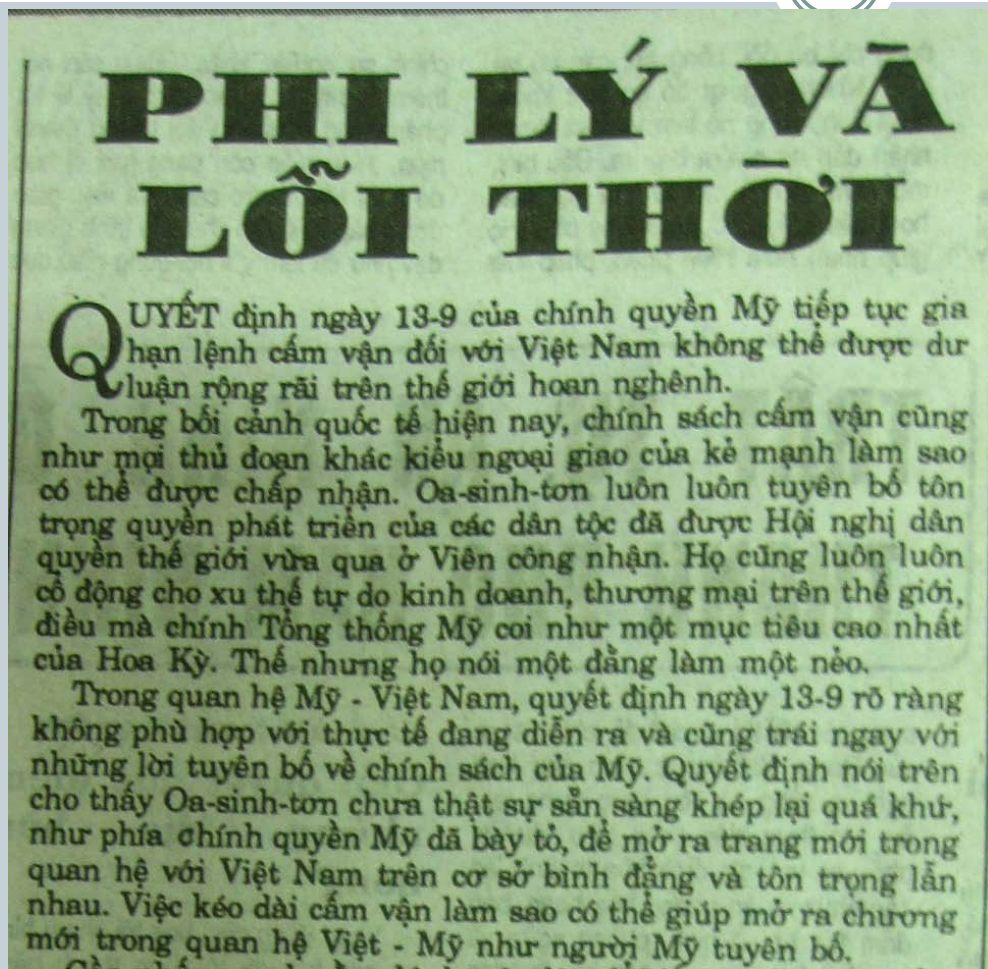 PHI LÝ VÀ
LỖI THỜI
QUYẾT định ngày 13-9 của chính quyền Mỹ tiếp tục gia
hạn lệnh cấm vận đối với Việt Nam không thể được dư
luận rộng rãi trên thế giới hoan nghênh.
Trong bối cảnh quốc tế hiện nay, chính sách cấm vận cũng
như mọi thủ đoạn khác kiểu ngoại giao của kẻ mạnh làm sao
có thể được chấp nhận. Oa-sinh-tơn luôn luôn tuyên bố tôn
trọng quyền phát triển của các dân tộc đã được Hội nghị dân
quyền thế giới vừa qua ở Viên công nhận. Họ cũng luôn luôn
cổ động cho xu thế tự do kinh doanh, thương mại trên thế giới,
điều mà chính Tổng thống Mỹ coi như một mục tiêu cao nhất
của Hoa Kỳ. Thế nhưng họ nói một đằng làm một nẻo.
Trong quan hệ Mỹ - Việt Nam, quyết định ngày 13-9 rõ ràng
không phù hợp với thực tế đang diễn ra và cũng trái ngay với
những lời tuyên bố về chính sách của Mỹ. Quyết định nói trên
cho thấy Oa-sinh-tơn chưa thật sự sẵn sàng khép lại quá khứ,
như phía chính quyền Mỹ đã bày tỏ, để mở ra trang mới trong
quan hệ với Việt Nam trên cơ sở bình đẳng và tôn trọng lẫn
nhau. Việc kéo dài cấm vận làm sao có thể giúp mở ra chương
mới trong quan hệ Việt - Mỹ như người Mỹ tuyên bố.